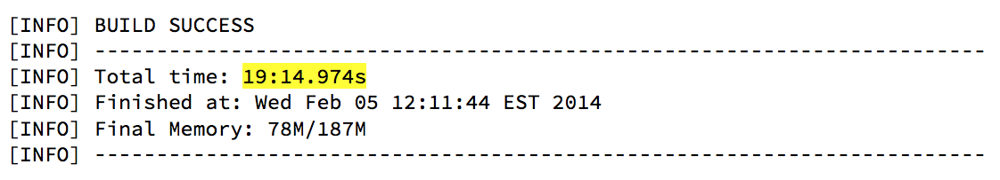 [INFO] BUILD SUCCESS
[INFO] ------------------------------------------------------------------------
[INFO] Total time: 19:14.974s
[INFO] Finished at: Wed Feb 05 12:11:44 EST 2014
[INFO] Final Memory: 78M/187M
[INFO] ------------------------------------------------------------------------